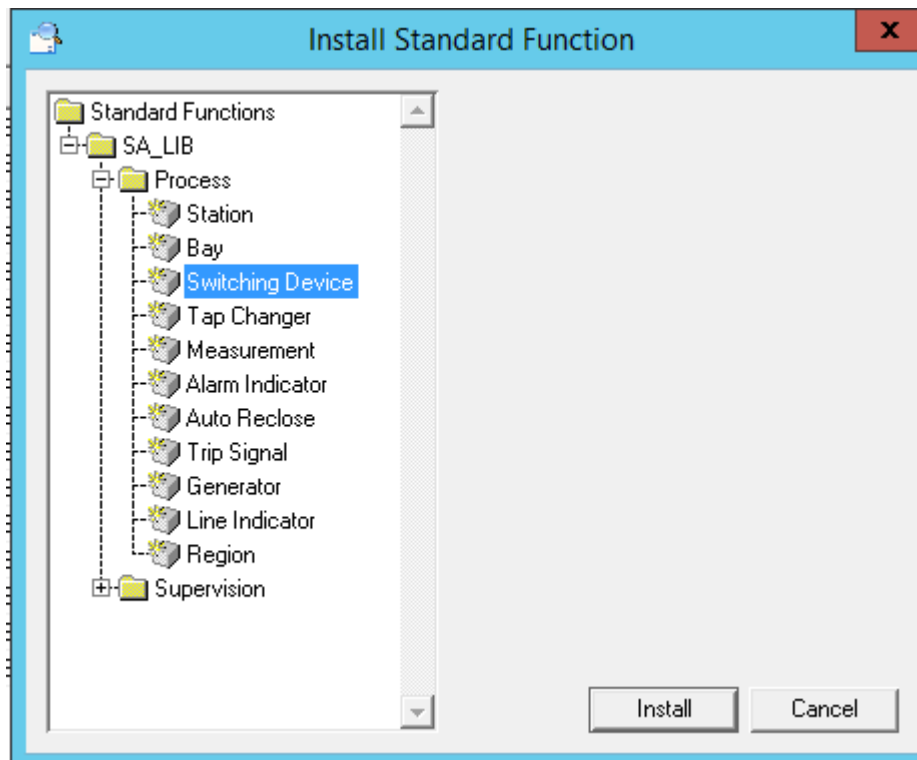 Install Standard Function
x
Standard Functions
SA_LIB
Process
Station
Bay
Switching Device
Tap Changer
Measurement
Alarm Indicator
Auto Reclose
Trip Signal
Generator
Line Indicator
Region
Supervision
Install Cancel